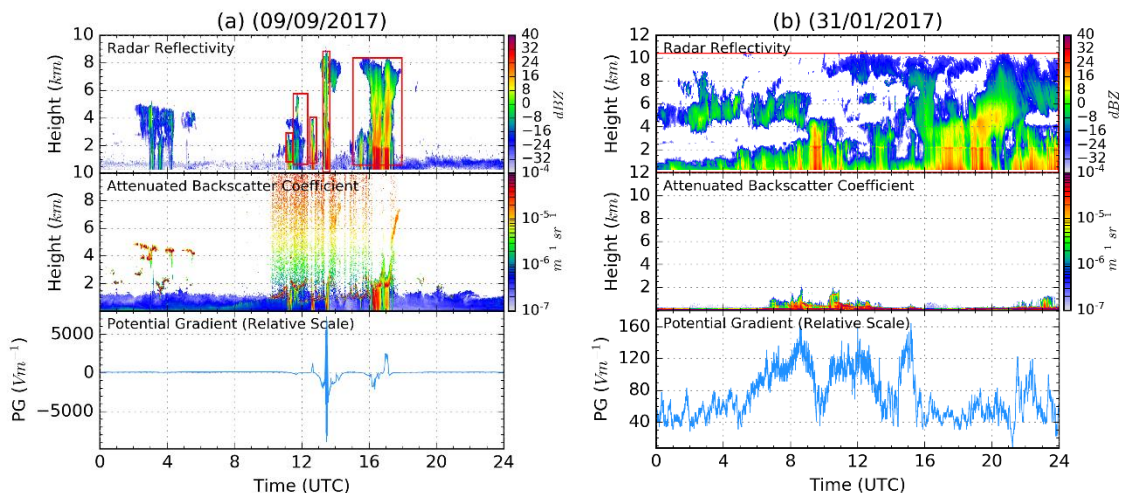 (a) (09/09/2017)
Radar Reflectivity
Height (km)
10
8
6
4
2
40
32
24
16
8
0
−8
−16
−24
−32
−40
dBZ
Attenuated Backscatter Coefficient
Height (km)
10
8
6
4
2
10⁻⁴
10⁻⁵
10⁻⁶
10⁻⁷
m⁻¹ sr⁻¹
Potential Gradient (Relative Scale)
PG (Vm⁻¹)
5000
0
−5000
0 4 8 12 16 20 24
Time (UTC)
(b) (31/01/2017)
Radar Reflectivity
Height (km)
12
10
8
6
4
2
40
32
24
16
8
0
−8
−16
−24
−32
−40
dBZ
Attenuated Backscatter Coefficient
Height (km)
12
10
8
6
4
2
10⁻⁴
10⁻⁵
10⁻⁶
10⁻⁷
m⁻¹ sr⁻¹
Potential Gradient (Relative Scale)
PG (Vm⁻¹)
160
120
80
40
0 4 8 12 16 20 24
Time (UTC)